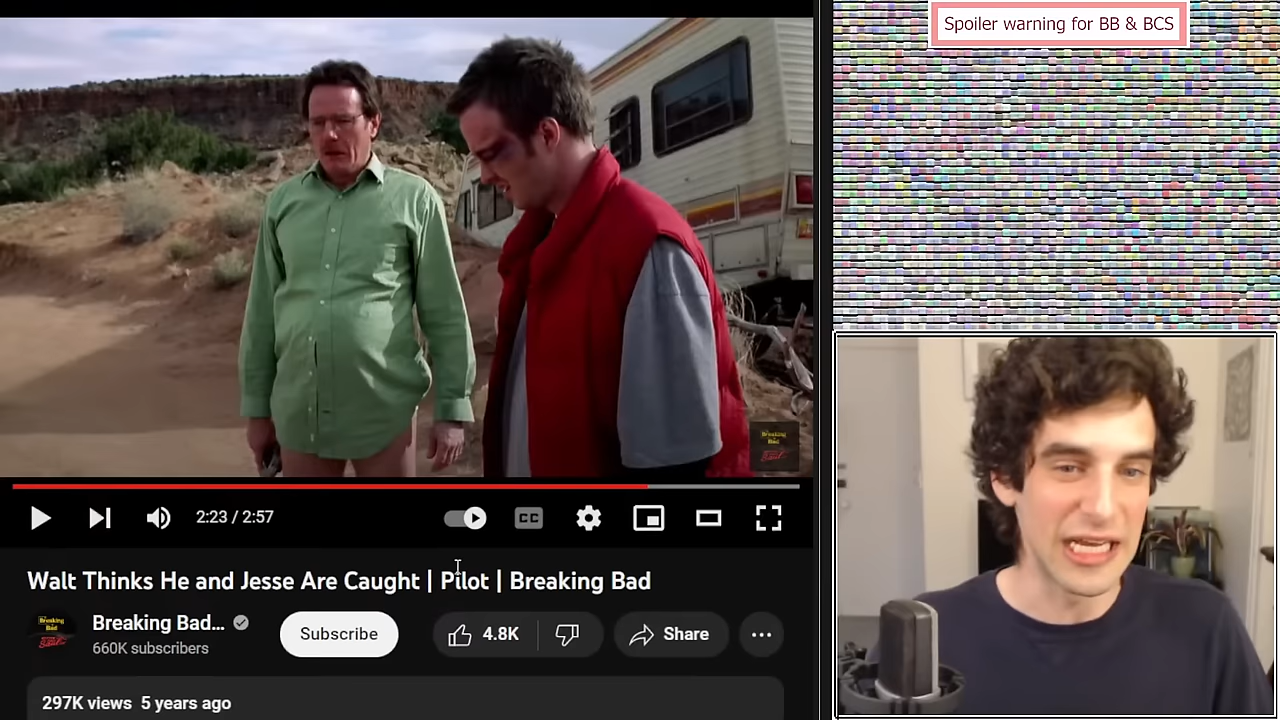 Spoiler warning for BB & BCS
2:23 / 2:57
CC
Walt Thinks He and Jesse Are Caught | Pilot | Breaking Bad
Breaking Bad...
660K subscribers
Subscribe
4.8K
Share
297K views 5 years ago